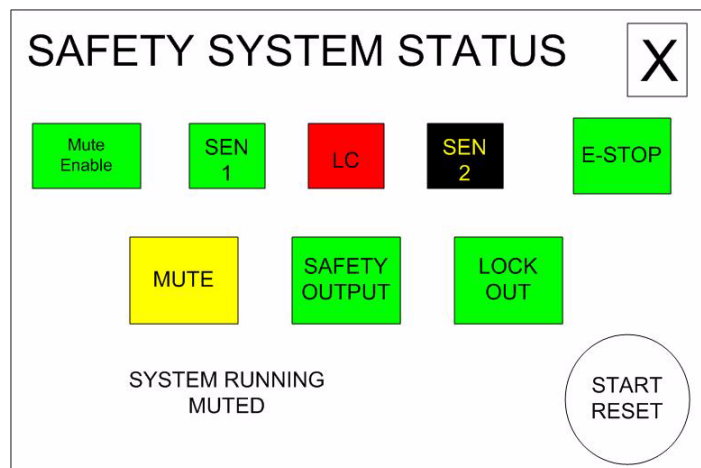 SAFETY SYSTEM STATUS
X
Mute
Enable
SEN
1
LC
SEN
2
E-STOP
MUTE
SAFETY
OUTPUT
LOCK
OUT
SYSTEM RUNNING
MUTED
START
RESET